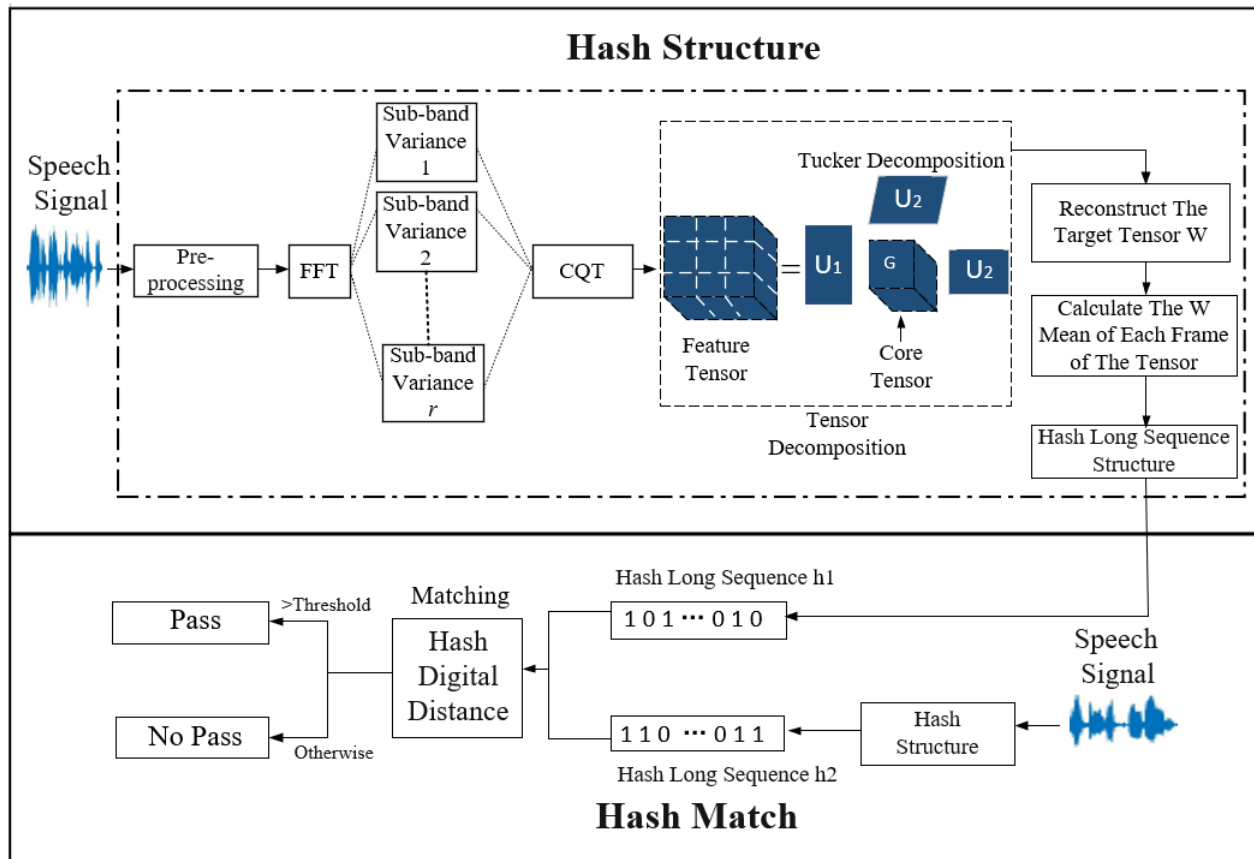 Hash Structure
Speech
Signal
Pre-
processing
FFT
Sub-band
Variance
1
Sub-band
Variance
2
Sub-band
Variance
r
CQT
Tucker Decomposition
U2
=
U1
G
U2
Feature
Tensor
Core
Tensor
Tensor
Decomposition
Reconstruct The
Target Tensor W
Calculate The W
Mean of Each Frame
of The Tensor
Hash Long Sequence
Structure
Hash Long Sequence h1
1 0 1 ··· 0 1 0
Matching
Hash
Digital
Distance
>Threshold
Pass
No Pass
Otherwise
Speech
Signal
Hash
Structure
1 1 0 ··· 0 1 1
Hash Long Sequence h2
Hash Match